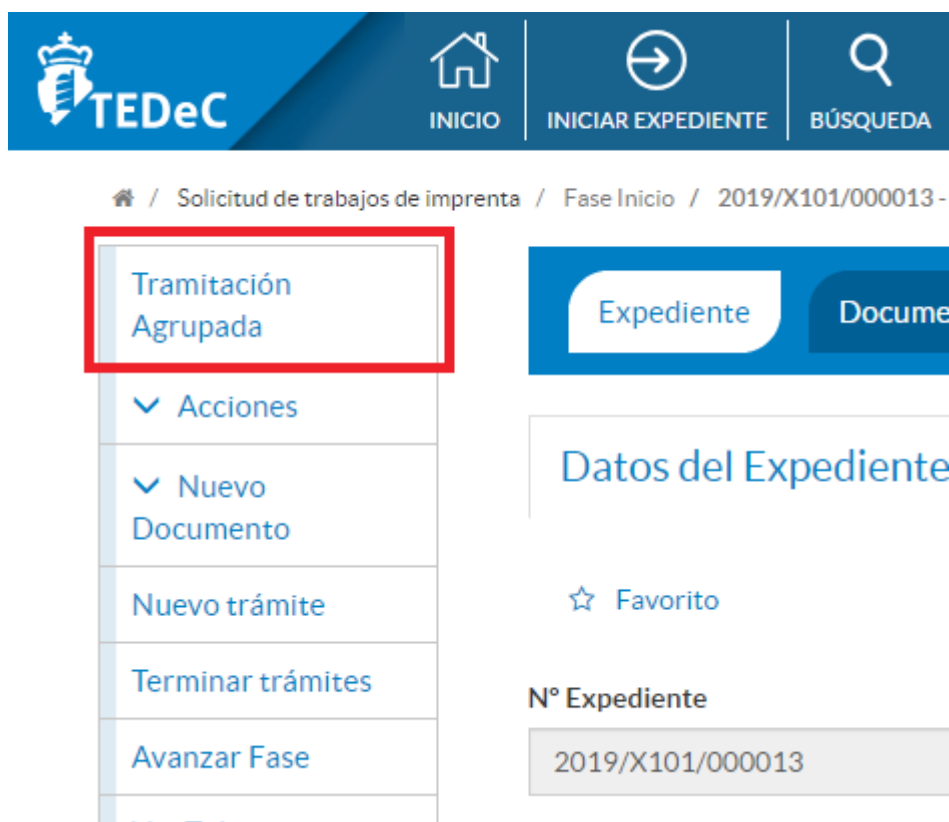 TEDeC
INICIO
INICIAR EXPEDIENTE
BÚSQUEDA
/ Solicitud de trabajos de imprenta / Fase Inicio / 2019/X101/000013 -
Tramitación
Agrupada
Acciones
Nuevo
Documento
Nuevo trámite
Terminar trámites
Avanzar Fase
Expediente
Docume
Datos del Expediente
Favorito
Nº Expediente
2019/X101/000013